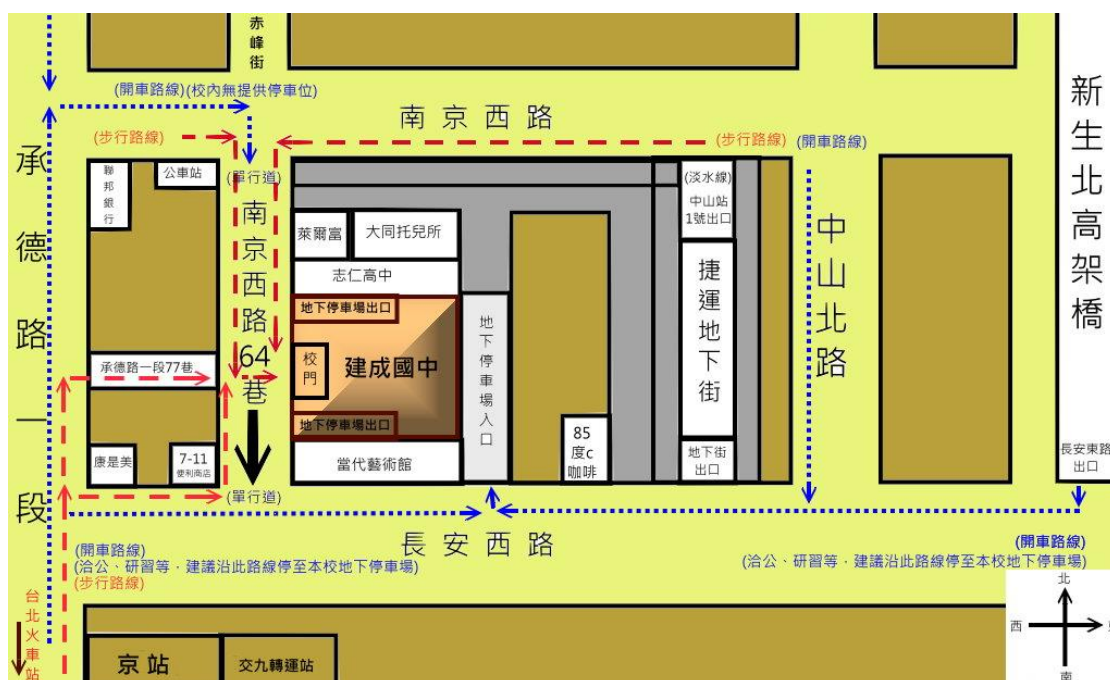 赤峰街
(開車路線)(校內無提供停車位)
南京西路
新生北高架橋
(步行路線)
(步行路線)
(開車路線)
承德路一段
聯邦銀行
公車站
(單行道)
南京西路64巷
(淡水線)
中山站
1號出口
中山北路
萊爾富
大同托兒所
志仁高中
地下停車場出口
地下停車場入口
捷運地下街
承德路一段77巷
校門
建成國中
地下停車場出口
康是美
7-11
便利商店
當代藝術館
85
度c
咖啡
地下街
出口
長安東路
出口
(單行道)
長安西路
(開車路線)
(洽公、研習等，建議沿此路線停至本校地下停車場)
(步行路線)
(開車路線)
(洽公、研習等，建議沿此路線停至本校地下停車場)
台北火車站
北
西
南
京站
交九轉運站